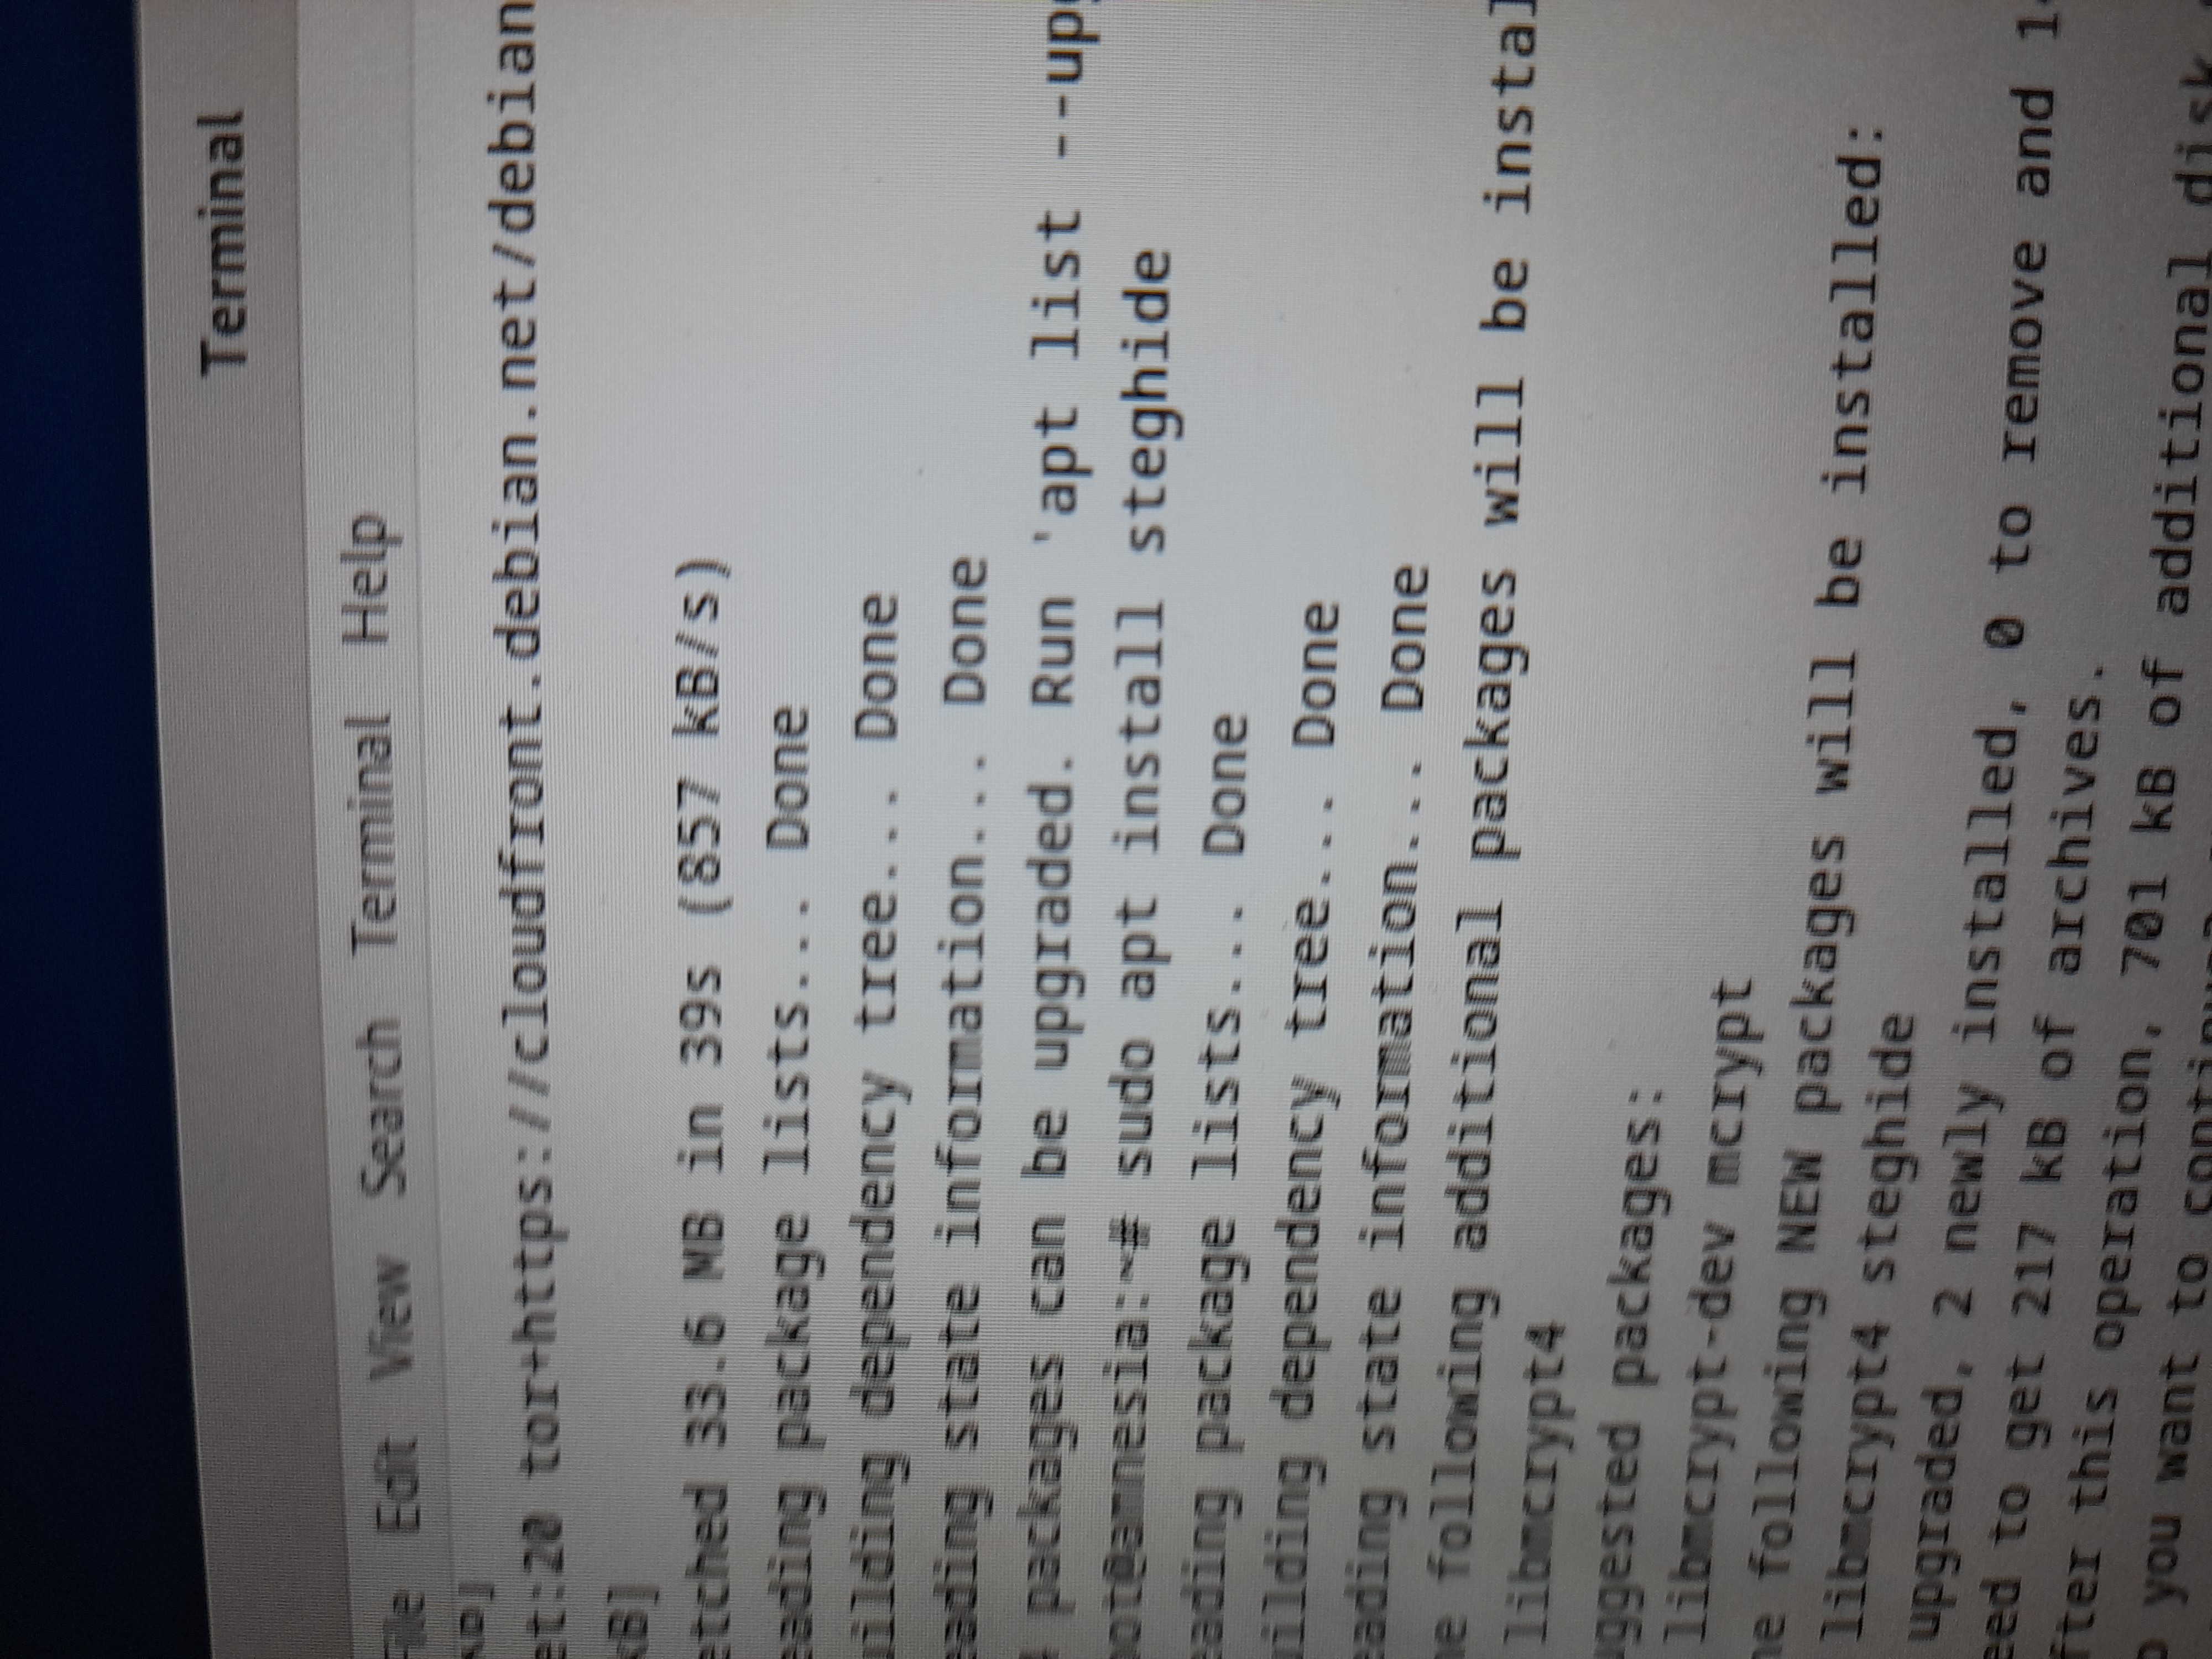 Terminal
File Edit View Search Terminal Help
kB]
et:20 tor+https://cloudfront.debian.net/debian
kB]
etched 33.6 MB in 39s (857 kB/s)
eading package lists... Done
uilding dependency tree... Done
eading state information... Done
packages can be upgraded. Run 'apt list --upg
oot@amnesia:~# sudo apt install steghide
eading package lists... Done
uilding dependency tree... Done
eading state information... Done
he following additional packages will be instal
libmcrypt4
uggested packages:
libmcrypt-dev mcrypt
he following NEW packages will be installed:
libmcrypt4 steghide
upgraded, 2 newly installed, 0 to remove and 1
eed to get 217 kB of archives.
fter this operation, 701 kB of additional disk
o you want to continue?